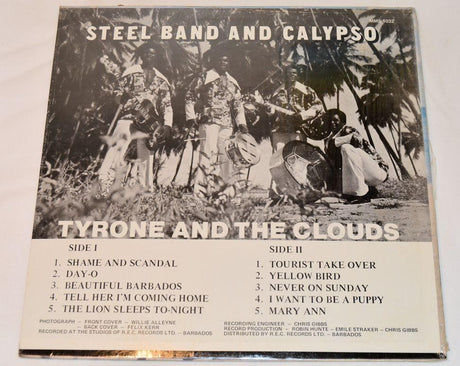 MMS 1032
STEEL BAND AND CALYPSO
TYRONE AND THE CLOUDS
SIDE I
1. SHAME AND SCANDAL
2. DAY-O
3. BEAUTIFUL BARBADOS
4. TELL HER I'M COMING HOME
5. THE LION SLEEPS TO-NIGHT
SIDE II
1. TOURIST TAKE OVER
2. YELLOW BIRD
3. NEVER ON SUNDAY
4. I WANT TO BE A PUPPY
5. MARY ANN
PHOTOGRAPH - FRONT COVER - WILLIE ALLEYNE
- BACK COVER - FELIX KERR
RECORDED AT THE STUDIOS OF R.E.C. RECORDS LTD. - BARBADOS
RECORDING ENGINEER - CHRIS GIBBS
RECORD PRODUCTION - ROBIN HUNTE - EMILE STRAKER - CHRIS GIBBS
DISTRIBUTED BY R.E.C. RECORDS LTD. - BARBADOS